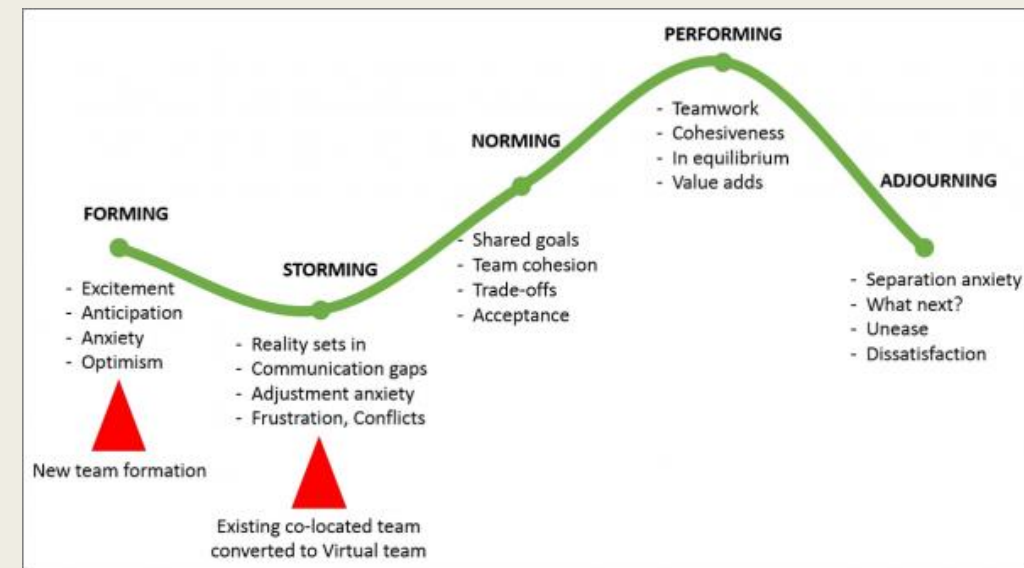 PERFORMING
- Teamwork
- Cohesiveness
- In equilibrium
- Value adds
NORMING
- Shared goals
- Team cohesion
- Trade-offs
- Acceptance
ADJOURNING
- Separation anxiety
- What next?
- Unease
- Dissatisfaction
FORMING
- Excitement
- Anticipation
- Anxiety
- Optimism
New team formation
STORMING
- Reality sets in
- Communication gaps
- Adjustment anxiety
- Frustration, Conflicts
Existing co-located team
converted to Virtual team